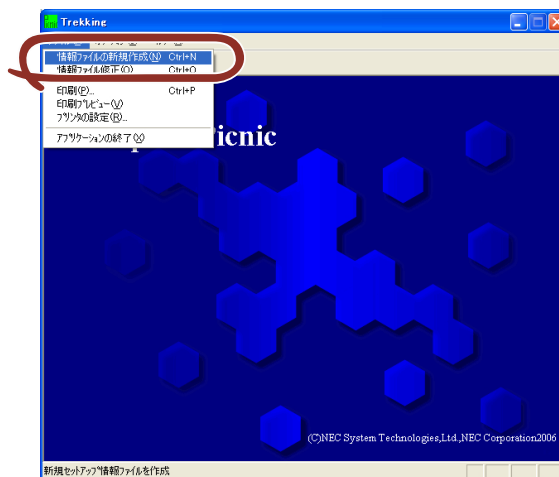 Trekking
情報ファイルの新規作成(N) Ctrl+N
情報ファイル修正(O) Ctrl+O
印刷(P)... Ctrl+P
印刷プレビュー(V)
プリンタの設定(R)...
アプリケーションの終了(X)
icnic
(C)NEC System Technologies,Ltd.,NEC Corporation2006
新規セットアップ情報ファイルを作成